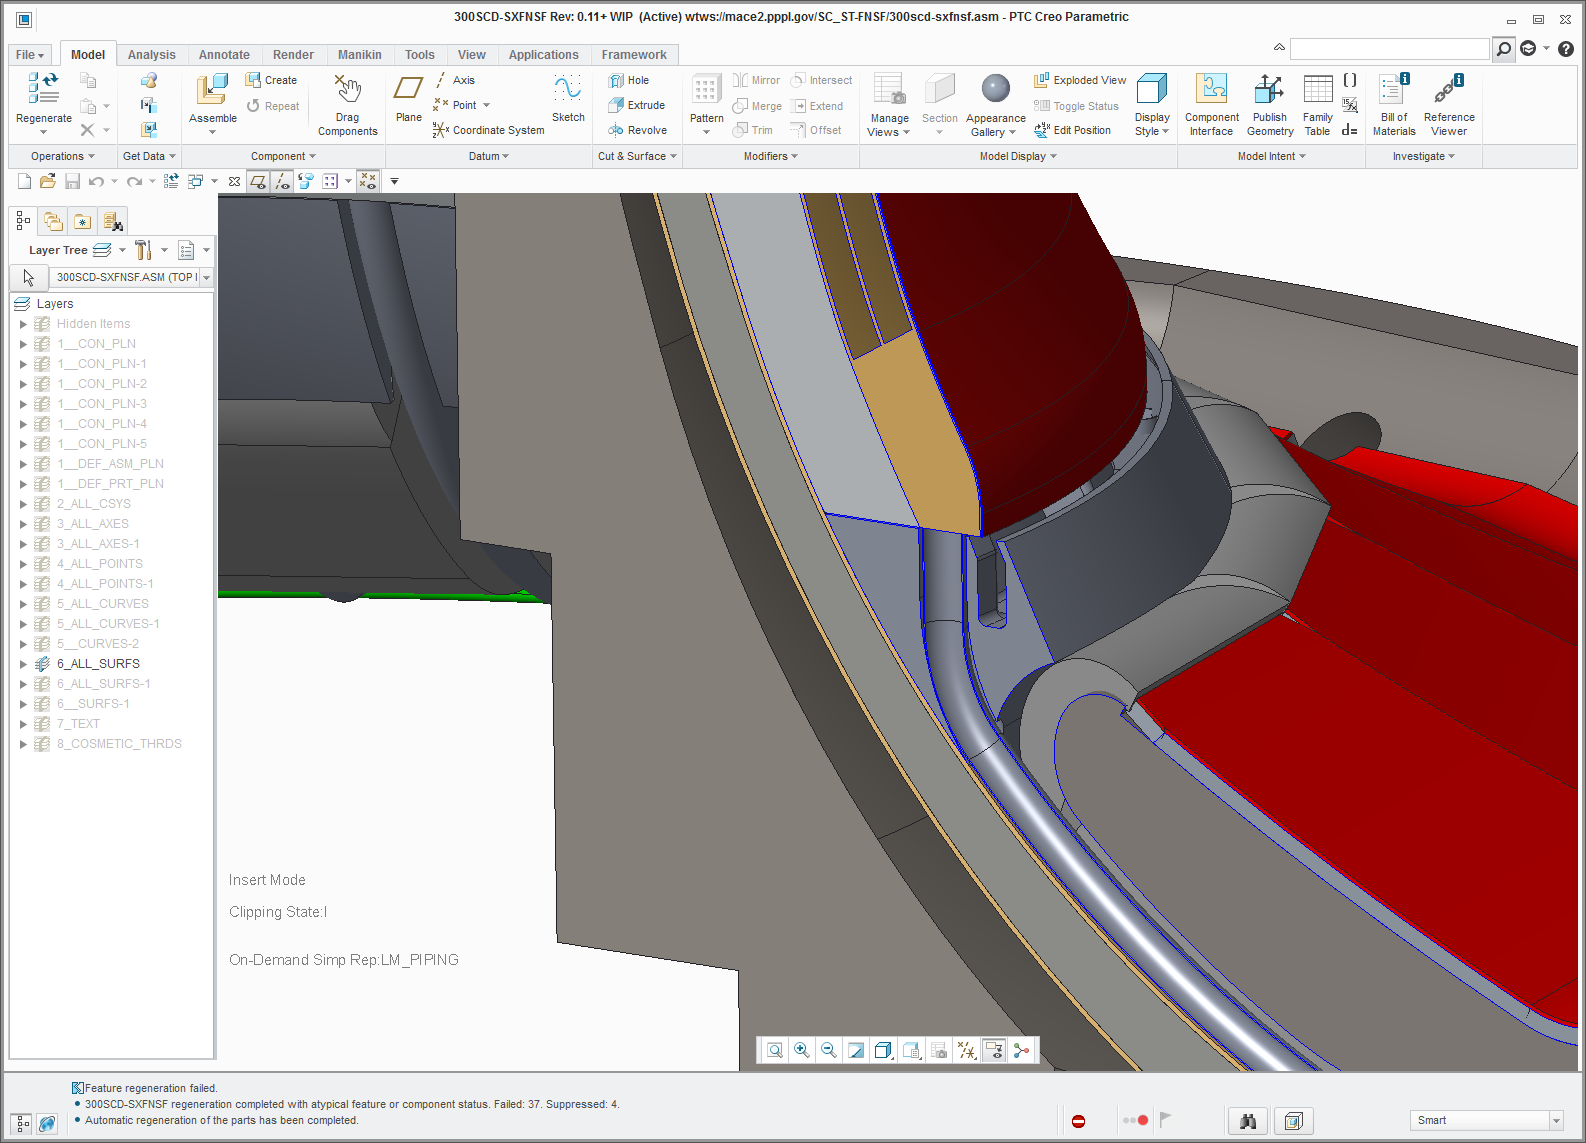 300SCD-SXFNSF Rev: 0.11+ WIP (Active) wtws://mace2.pppl.gov/SC_ST-FNSF/300scd-sxfnsf.asm - PTC Creo Parametric
File Model Analysis Annotate Render Manikin Tools View Applications Framework
Regenerate
Operations
Get Data
Assemble
Create
Repeat
Drag
Components
Component
Plane
Axis
Point
Coordinate System
Sketch
Datum
Hole
Extrude
Revolve
Cut & Surface
Pattern
Mirror
Merge
Trim
Intersect
Extend
Offset
Modifiers
Manage
Views
Section
Appearance
Gallery
Exploded View
Toggle Status
Edit Position
Display
Style
Model Display
Component
Interface
Publish
Geometry
Family
Table
d=
Model Intent
Bill of
Materials
Reference
Viewer
Investigate
Layer Tree
300SCD-SXFNSF.ASM (TOP
Layers
Hidden Items
1__CON_PLN
1__CON_PLN-1
1__CON_PLN-2
1__CON_PLN-3
1__CON_PLN-4
1__CON_PLN-5
1__DEF_ASM_PLN
1__DEF_PRT_PLN
2_ALL_CSYS
3_ALL_AXES
3_ALL_AXES-1
4_ALL_POINTS
4_ALL_POINTS-1
5_ALL_CURVES
5_ALL_CURVES-1
5__CURVES-2
6_ALL_SURFS
6_ALL_SURFS-1
6__SURFS-1
7_TEXT
8_COSMETIC_THRDS
Insert Mode
Clipping State:I
On-Demand Simp Rep:LM_PIPING
Feature regeneration failed.
• 300SCD-SXFNSF regeneration completed with atypical feature or component status. Failed: 37. Suppressed: 4.
• Automatic regeneration of the parts has been completed.
Smart